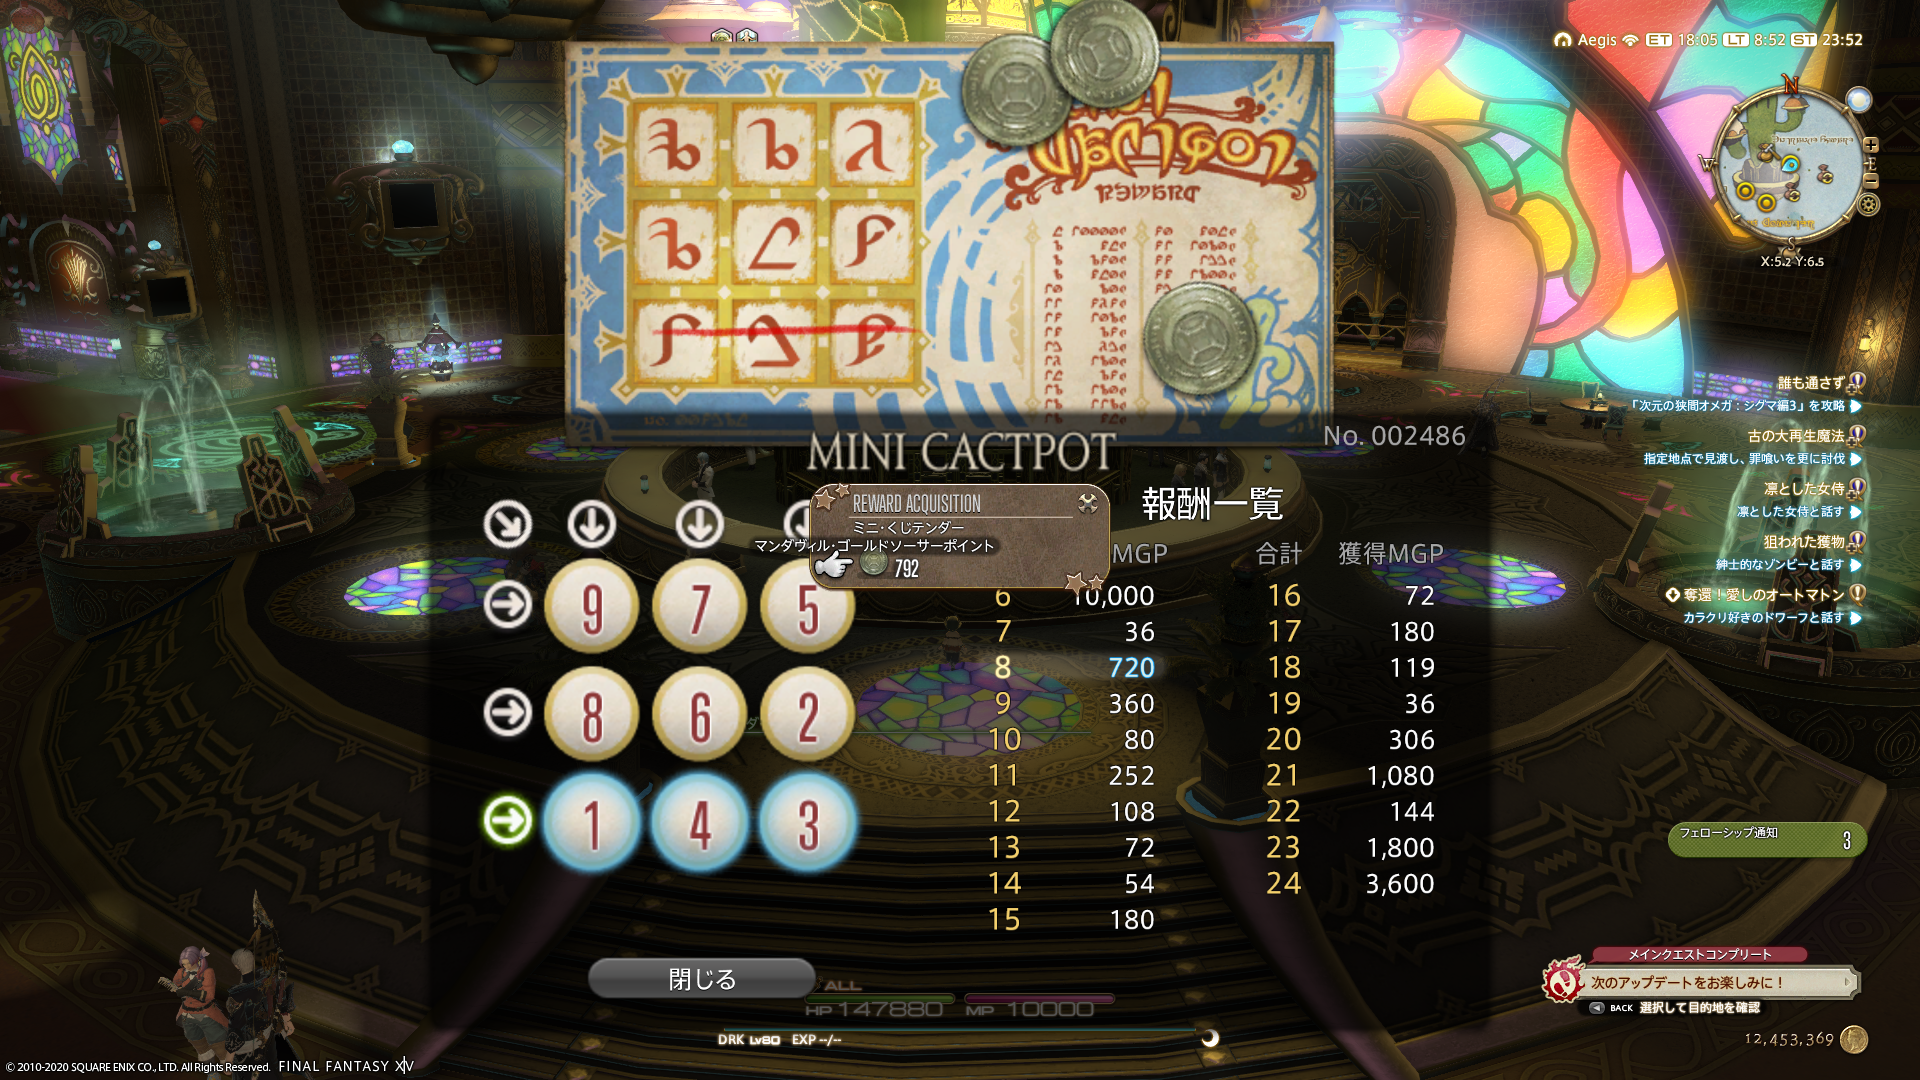 Aegis ET 18:05 LT 8:52 ST 23:52
N
W
E
S
X:5.2 Y:6.5
誰も通さず
「次元の狭間オメガ：シグマ編3」を攻略
古の大再生魔法
指定地点で見渡し、罪喰いを更に討伐
凛とした女侍
凛とした女侍と話す
狙われた獲物
紳士的なゾンビーと話す
奪還！愛しのオートマトン
カラクリ好きのドワーフと話す
No. 002486
MINI CACTPOT
REWARD ACQUISITION
ミニ・くじテンダー
マンダヴィル・ゴールドソーサーポイント
792
報酬一覧
MGP 合計 獲得MGP
9 7 5
8 6 2
1 4 3
6 10,000 16 72
7 36 17 180
8 720 18 119
9 360 19 36
10 80 20 306
11 252 21 1,080
12 108 22 144
13 72 23 1,800
14 54 24 3,600
15 180
閉じる
ALL
HP 147880 MP 10000
DRK Lv80 EXP --/--
フェローシップ通知 3
メインクエストコンプリート
次のアップデートをお楽しみに！
BACK 選択して目的地を確認
12,453,369
© 2010-2020 SQUARE ENIX CO., LTD. All Rights Reserved. FINAL FANTASY XIV